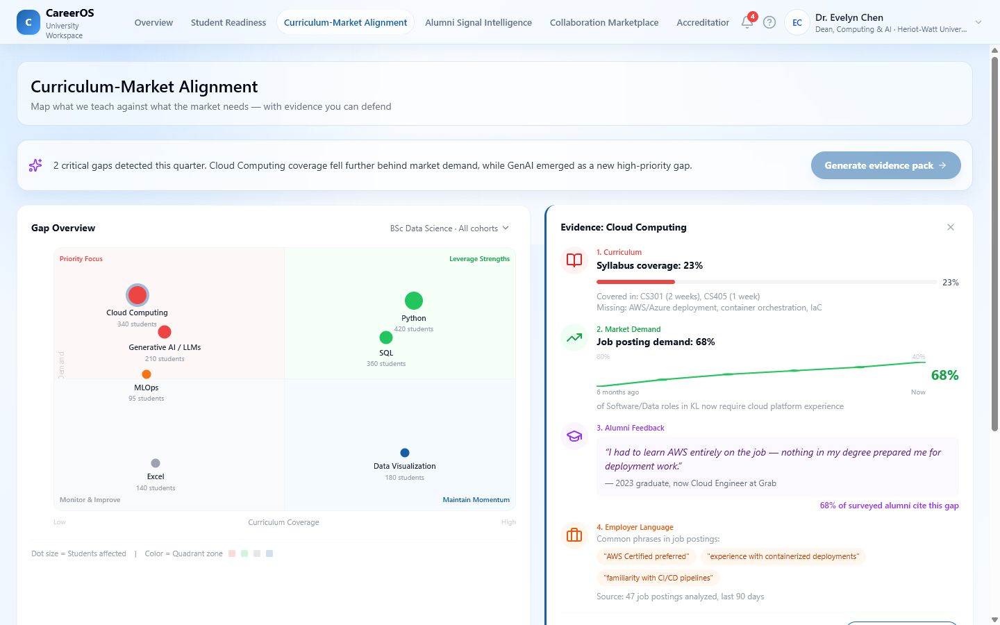 C
CareerOS
University
Workspace
Overview
Student Readiness
Curriculum-Market Alignment
Alumni Signal Intelligence
Collaboration Marketplace
Accreditation
4
EC
Dr. Evelyn Chen
Dean, Computing & AI · Heriot-Watt Univer...
Curriculum-Market Alignment
Map what we teach against what the market needs — with evidence you can defend
2 critical gaps detected this quarter. Cloud Computing coverage fell further behind market demand, while GenAI emerged as a new high-priority gap.
Generate evidence pack →
Gap Overview
BSc Data Science · All cohorts
Priority Focus
Leverage Strengths
Cloud Computing
340 students
Generative AI / LLMs
210 students
MLOps
95 students
Python
420 students
SQL
360 students
Demand
Excel
140 students
Data Visualization
180 students
Monitor & Improve
Maintain Momentum
Low
Curriculum Coverage
High
Dot size = Students affected | Color = Quadrant zone
Evidence: Cloud Computing
1. Curriculum
Syllabus coverage: 23%
23%
Covered in: CS301 (2 weeks), CS405 (1 week)
Missing: AWS/Azure deployment, container orchestration, IaC
2. Market Demand
Job posting demand: 68%
80%
40%
68%
6 months ago
Now
of Software/Data roles in KL now require cloud platform experience
3. Alumni Feedback
“I had to learn AWS entirely on the job — nothing in my degree prepared me for
deployment work.”
— 2023 graduate, now Cloud Engineer at Grab
68% of surveyed alumni cite this gap
4. Employer Language
Common phrases in job postings:
"AWS Certified preferred"
"experience with containerized deployments"
"familiarity with CI/CD pipelines"
Source: 47 job postings analyzed, last 90 days